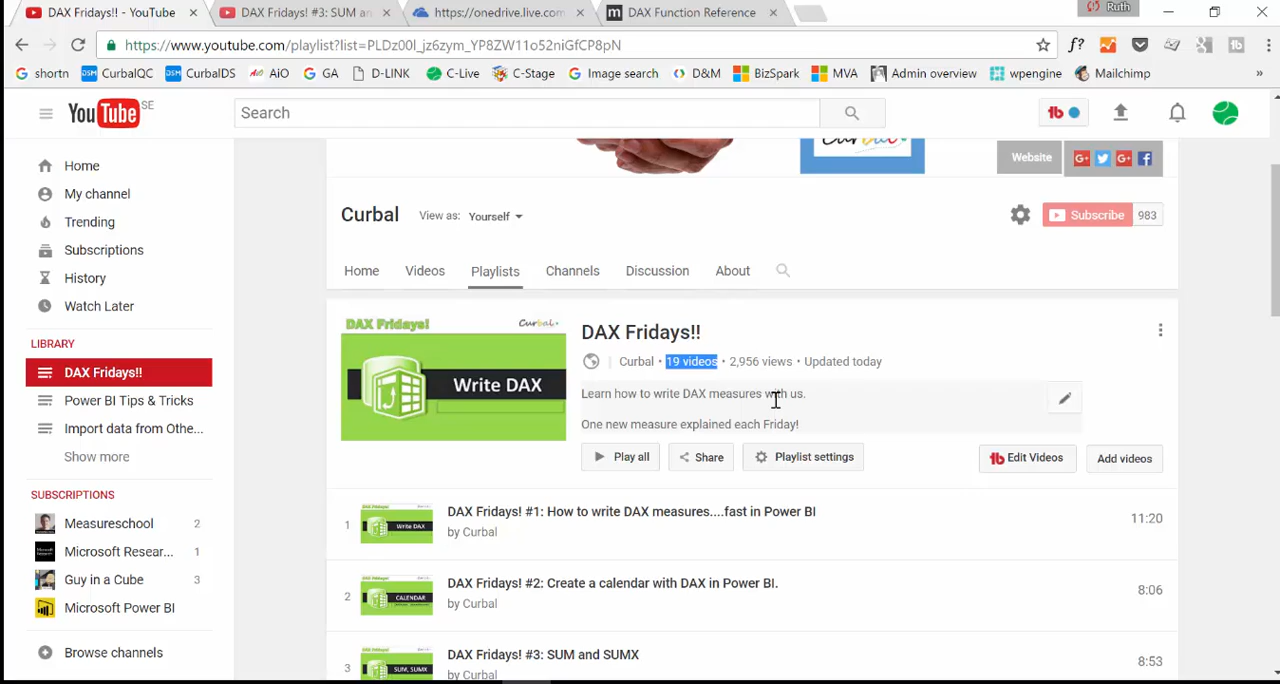 DAX Fridays!! - YouTube
DAX Fridays! #3: SUM an
https://onedrive.live.com
DAX Function Reference
Ruth
https://www.youtube.com/playlist?list=PLDz00l_jz6zym_YP8ZW11o52niGfCP8pN
f?
shortn
CurbalQC
CurbalDS
AiO
GA
D-LINK
C-Live
C-Stage
Image search
D&M
BizSpark
MVA
Admin overview
wpengine
Mailchimp
YouTube SE
Search
Home
My channel
Trending
Subscriptions
History
Watch Later
LIBRARY
DAX Fridays!!
Power BI Tips & Tricks
Import data from Othe...
Show more
SUBSCRIPTIONS
Measureschool 2
Microsoft Resear... 1
Guy in a Cube 3
Microsoft Power BI
Browse channels
Website
Curbal
View as: Yourself
Subscribe 983
Home Videos Playlists Channels Discussion About
DAX Fridays!
Curbal
Write DAX
DAX Fridays!!
Curbal • 19 videos • 2,956 views • Updated today
Learn how to write DAX measures with us.
One new measure explained each Friday!
Play all
Share
Playlist settings
Edit Videos
Add videos
1
Write DAX
DAX Fridays! #1: How to write DAX measures....fast in Power BI
by Curbal
11:20
2
CALENDAR
DAX Fridays! #2: Create a calendar with DAX in Power BI.
by Curbal
8:06
3
SUM, SUMX
DAX Fridays! #3: SUM and SUMX
by Curbal
8:53